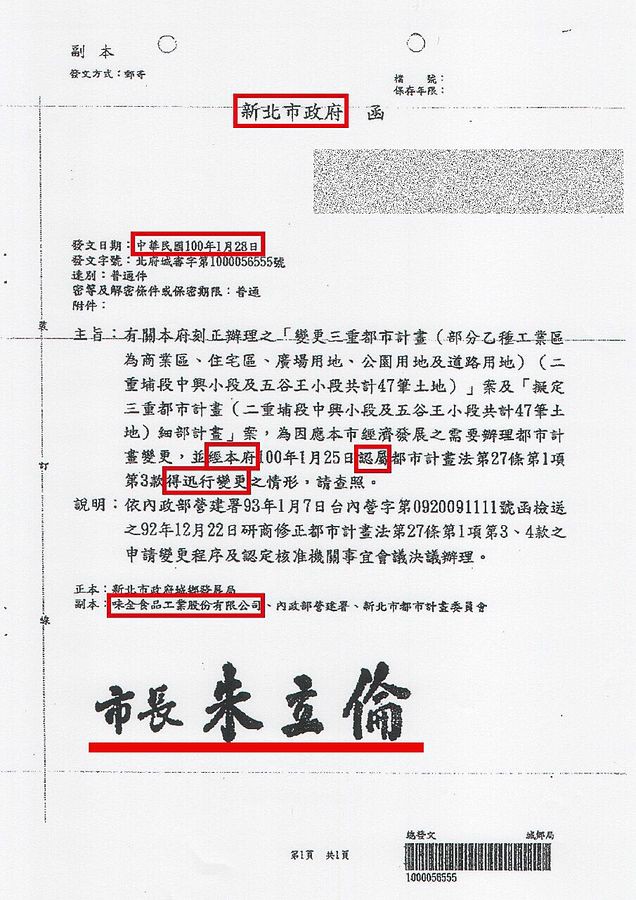 副 本
發文方式：郵寄
檔 號：
保存年限：
新北市政府 函
發文日期：中華民國100年1月28日
發文字號：北府城審字第1000056555號
速別：普通件
密等及解密條件或保密期限：普通
附件：
裝
主旨：有關本府刻正辦理之「變更三重都市計畫（部分乙種工業區
為商業區、住宅區、廣場用地、公園用地及道路用地）（二
重埔段中興小段及五谷王小段共計47筆土地）」案及「擬定
三重都市計畫（二重埔段中興小段及五谷王小段共計47筆土
地）細部計畫」案，為因應本市經濟發展之需要辦理都市計
畫變更，並經本府100年1月25日認屬都市計畫法第27條第1項
訂
第3款得迅行變更之情形，請查照。
說明：依內政部營建署93年1月7日台內營字第0920091111號函檢送
之92年12月22日研商修正都市計畫法第27條第1項第3、4款之
申請變更程序及認定核准機關事宜會議決議辦理。
正本：新北市政府城鄉發展局
副本：味全食品工業股份有限公司、內政部營建署、新北市都市計畫委員會
線
市長 朱立倫
總發文 城鄉局
第1頁 共1頁
1000056555